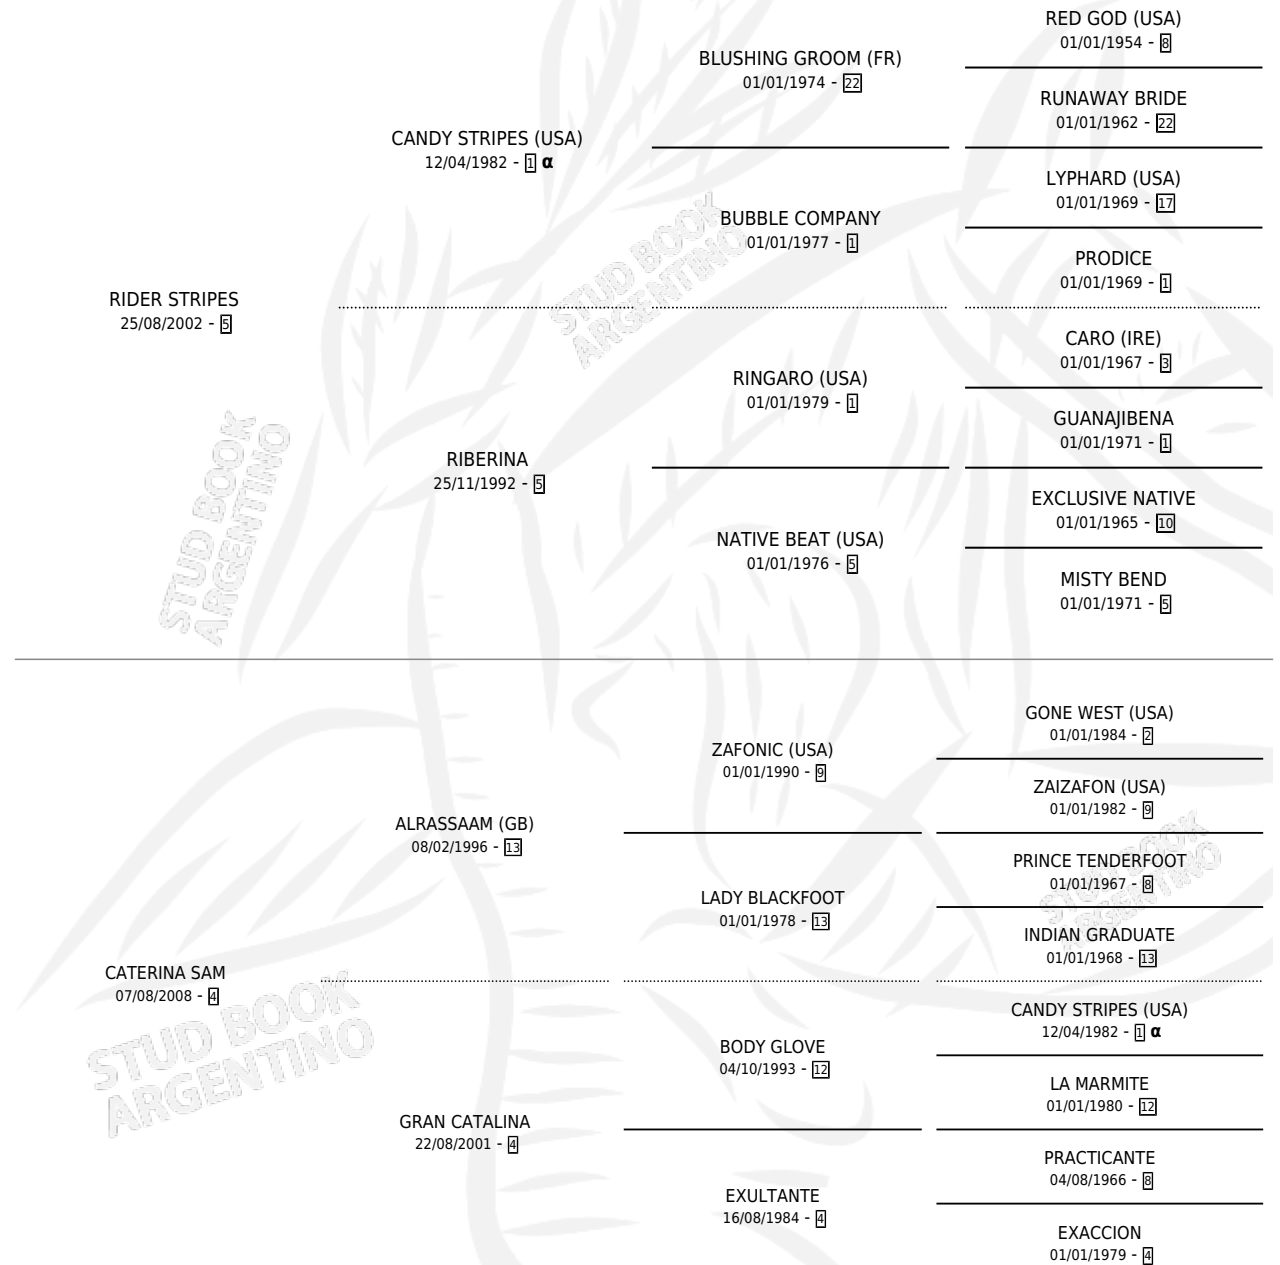 RED GOD (USA)
01/01/1954 - 8
BLUSHING GROOM (FR)
01/01/1974 - 22
RUNAWAY BRIDE
01/01/1962 - 22
CANDY STRIPES (USA)
12/04/1982 - 1 α
LYPHARD (USA)
01/01/1969 - 17
BUBBLE COMPANY
01/01/1977 - 1
PRODICE
01/01/1969 - 1
RIDER STRIPES
25/08/2002 - 5
CARO (IRE)
01/01/1967 - 3
RINGARO (USA)
01/01/1979 - 1
GUANAJIBENA
01/01/1971 - 1
RIBERINA
25/11/1992 - 5
EXCLUSIVE NATIVE
01/01/1965 - 10
NATIVE BEAT (USA)
01/01/1976 - 5
MISTY BEND
01/01/1971 - 5
STUD BOOK
ARGENTINO
STUD BOOK
ARGENTINO
GONE WEST (USA)
01/01/1984 - 2
ZAFONIC (USA)
01/01/1990 - 9
ZAIZAFON (USA)
01/01/1982 - 9
ALRASSAAM (GB)
08/02/1996 - 13
PRINCE TENDERFOOT
01/01/1967 - 8
LADY BLACKFOOT
01/01/1978 - 13
INDIAN GRADUATE
01/01/1968 - 13
CATERINA SAM
07/08/2008 - 4
CANDY STRIPES (USA)
12/04/1982 - 1 α
BODY GLOVE
04/10/1993 - 12
LA MARMITE
01/01/1980 - 12
GRAN CATALINA
22/08/2001 - 4
PRACTICANTE
04/08/1966 - 8
EXULTANTE
16/08/1984 - 4
EXACCION
01/01/1979 - 4
STUD BOOK
ARGENTINO
STUD BOOK
ARGENTINO